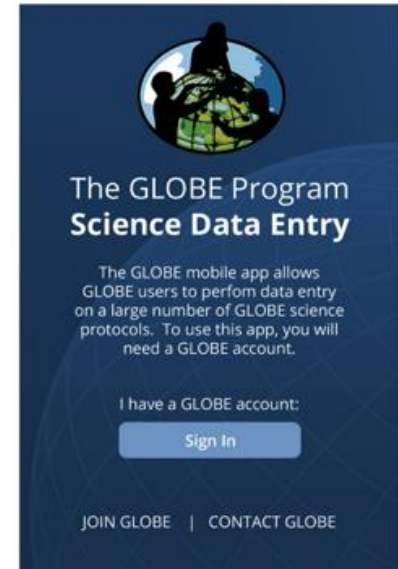 The GLOBE Program
Science Data Entry
The GLOBE mobile app allows
GLOBE users to perfom data entry
on a large number of GLOBE science
protocols. To use this app, you will
need a GLOBE account.
I have a GLOBE account:
Sign In
JOIN GLOBE | CONTACT GLOBE